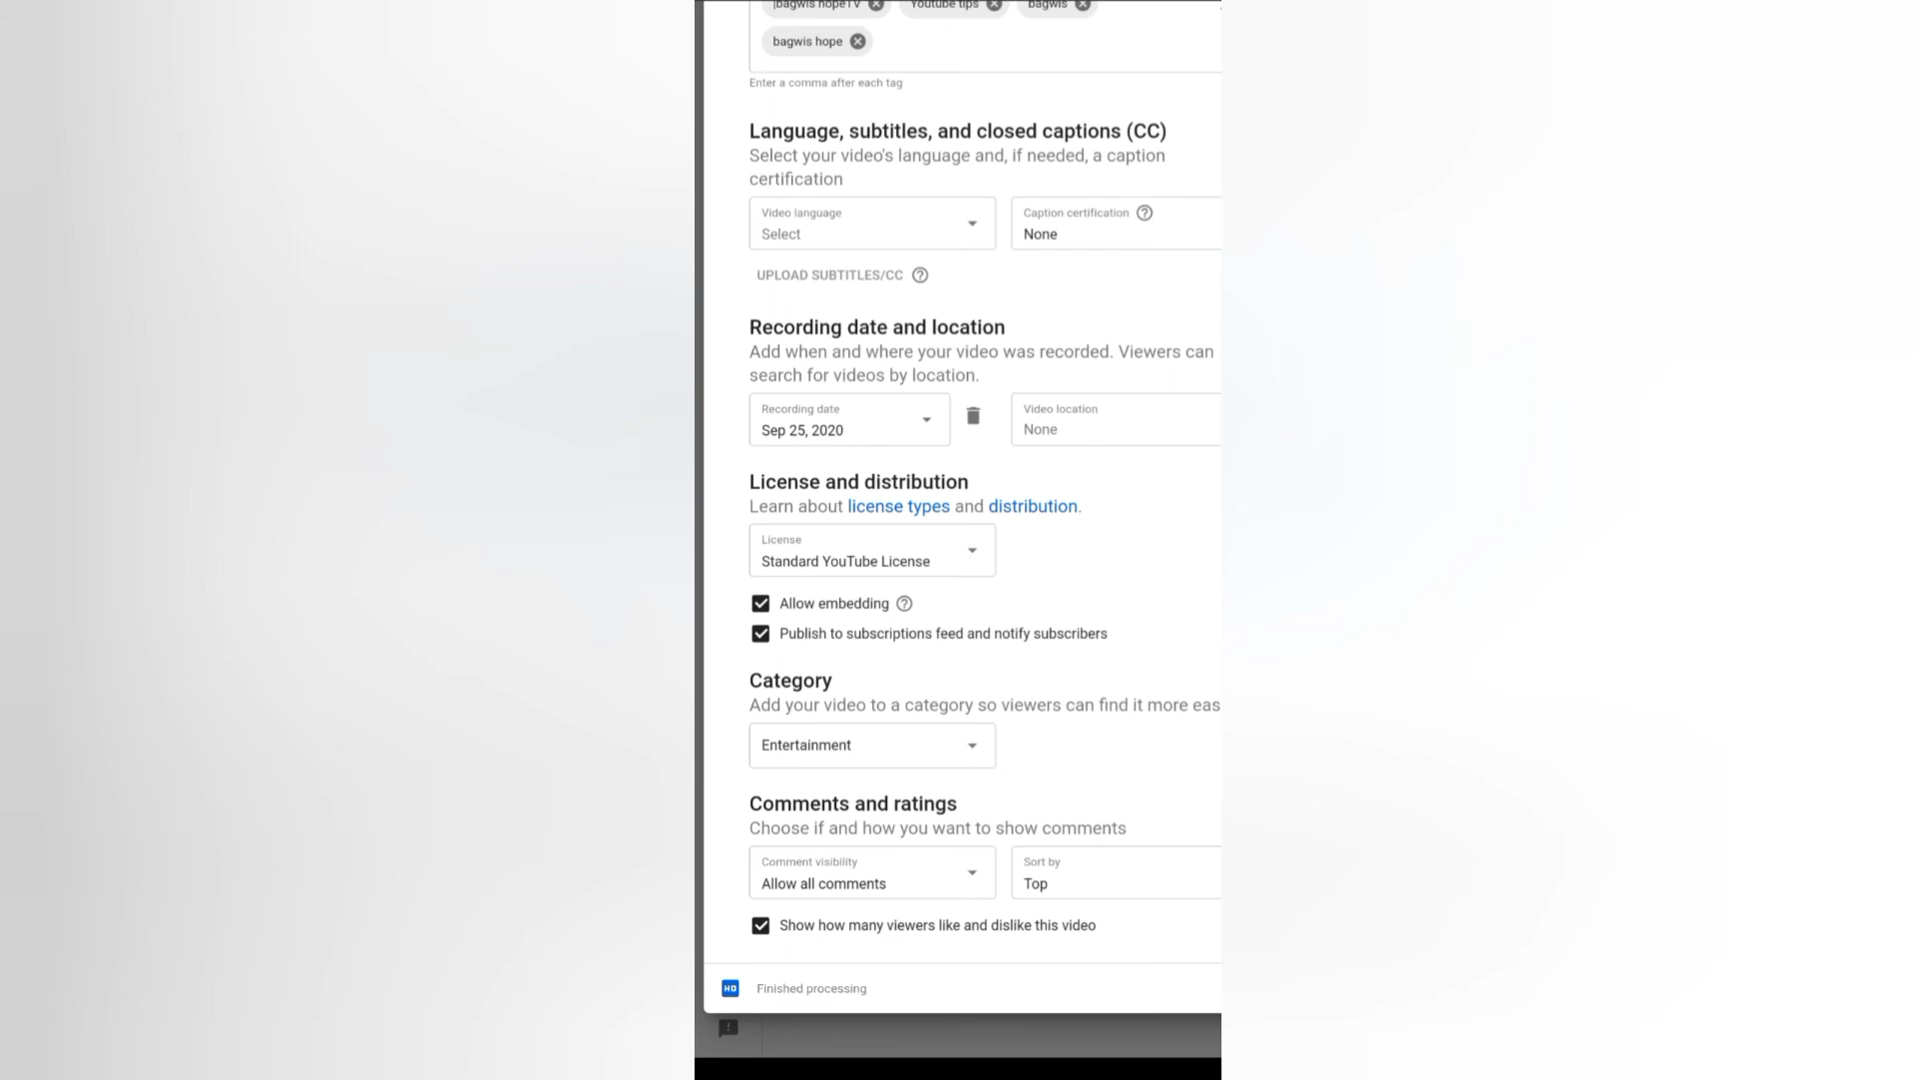 bagwis hopeTV Youtube tips bagwis
bagwis hope
Enter a comma after each tag
Language, subtitles, and closed captions (CC)
Select your video's language and, if needed, a caption
certification
Video language
Select
Caption certification
None
UPLOAD SUBTITLES/CC
Recording date and location
Add when and where your video was recorded. Viewers can
search for videos by location.
Recording date
Sep 25, 2020
Video location
None
License and distribution
Learn about license types and distribution.
License
Standard YouTube License
Allow embedding
Publish to subscriptions feed and notify subscribers
Category
Add your video to a category so viewers can find it more eas
Entertainment
Comments and ratings
Choose if and how you want to show comments
Comment visibility
Allow all comments
Sort by
Top
Show how many viewers like and dislike this video
HD Finished processing